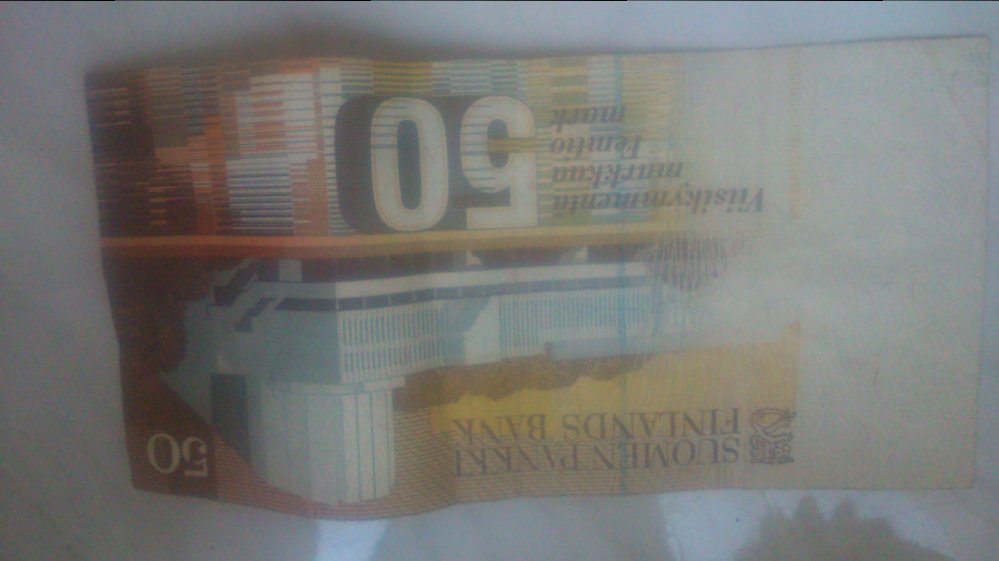 SUOMEN PANKKI
FINLANDS BANK
50
Viisikymmentä
markkaa
Femtio
mark
50